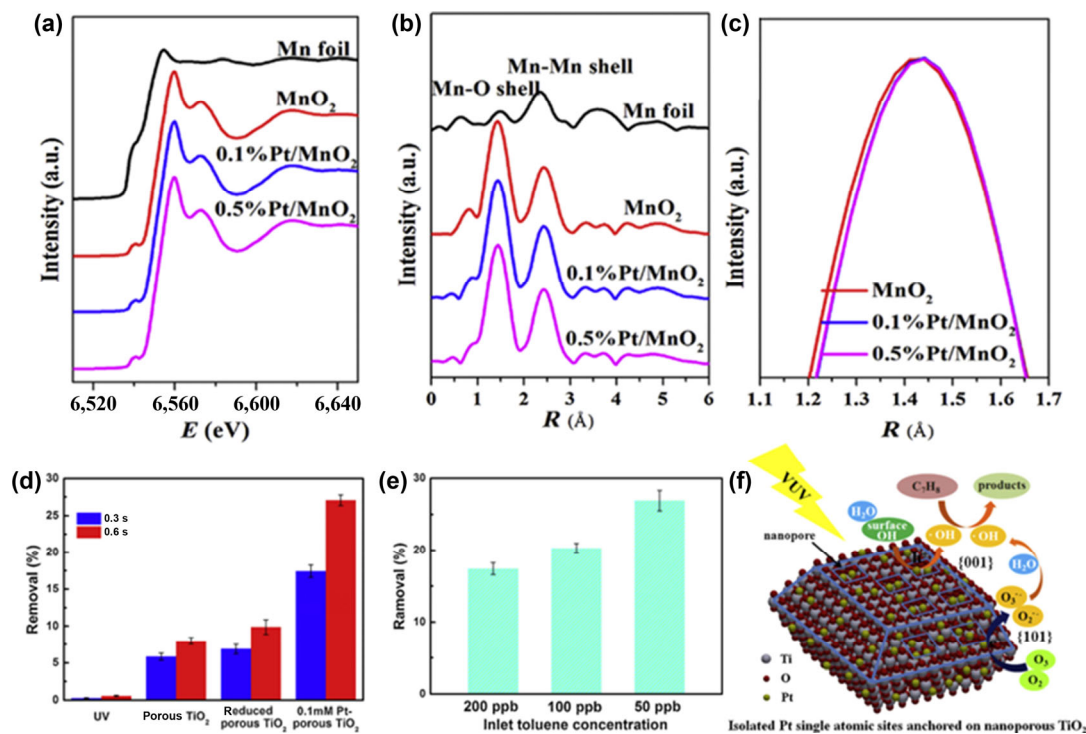 (a)
Mn foil
MnO2
0.1%Pt/MnO2
0.5%Pt/MnO2
Intensity (a.u.)
6,520 6,560 6,600 6,640
E (eV)
(b)
Mn-Mn shell
Mn-O shell
Mn foil
MnO2
0.1%Pt/MnO2
0.5%Pt/MnO2
Intensity (a.u.)
0 1 2 3 4 5 6
R (Å)
(c)
Intensity (a.u.)
MnO2
0.1%Pt/MnO2
0.5%Pt/MnO2
1.1 1.2 1.3 1.4 1.5 1.6 1.7
R (Å)
(d)
30
25
20
15
10
5
0
Removal (%)
0.3 s
0.6 s
UV Porous TiO2 Reduced porous TiO2 0.1mM Pt-porous TiO2
(e)
30
20
10
0
Ramoval (%)
200 ppb 100 ppb 50 ppb
Inlet toluene concentration
(f)
VUV
C7H8
products
H2O
surface
OH
·OH
·OH
nanopore
H
{001}
H2O
O3·-
O2·-
{101}
O3
O2
Ti
O
Pt
Isolated Pt single atomic sites anchored on nanoporous TiO2